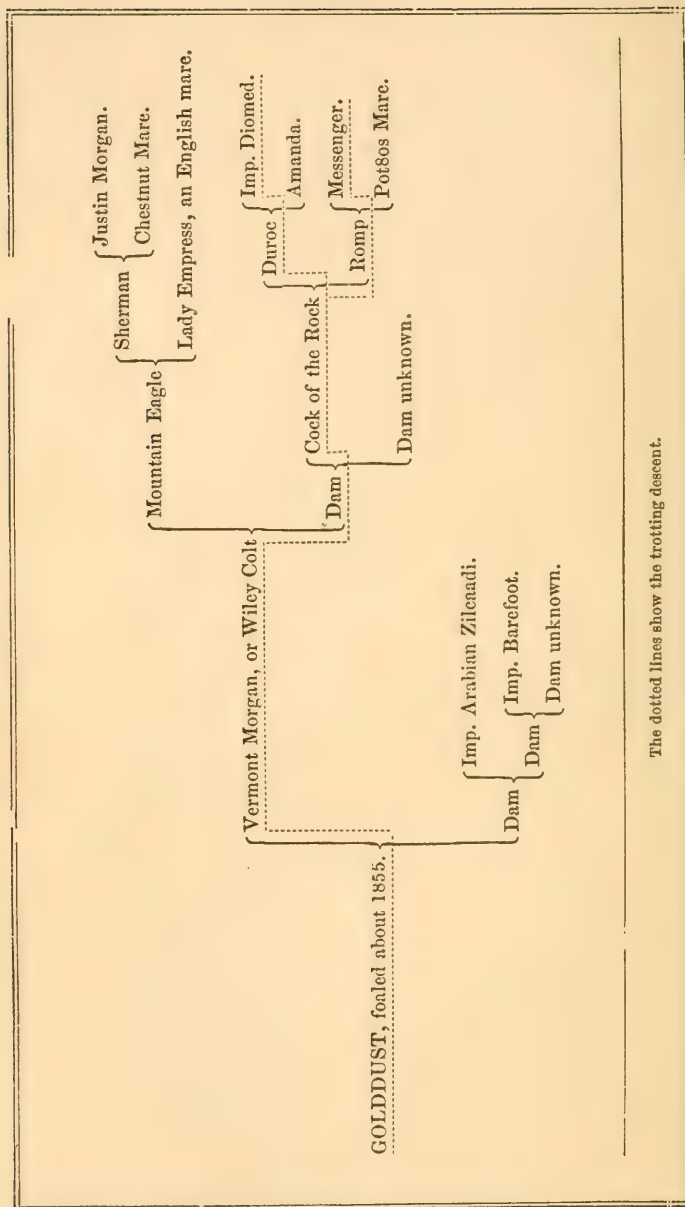 Justin Morgan.
Sherman
Chestnut Mare.
Mountain Eagle
Lady Empress, an English mare.
Vermont Morgan, or Wiley Colt
Imp. Diomed.
Duroc
Amanda.
Cock of the Rock
Messenger.
Romp
Pot8os Mare.
Dam
Dam unknown.
GOLDDUST, foaled about 1855.
Imp. Arabian Zilcaadi.
Dam
Imp. Barefoot.
Dam
Dam unknown.
The dotted lines show the trotting descent.